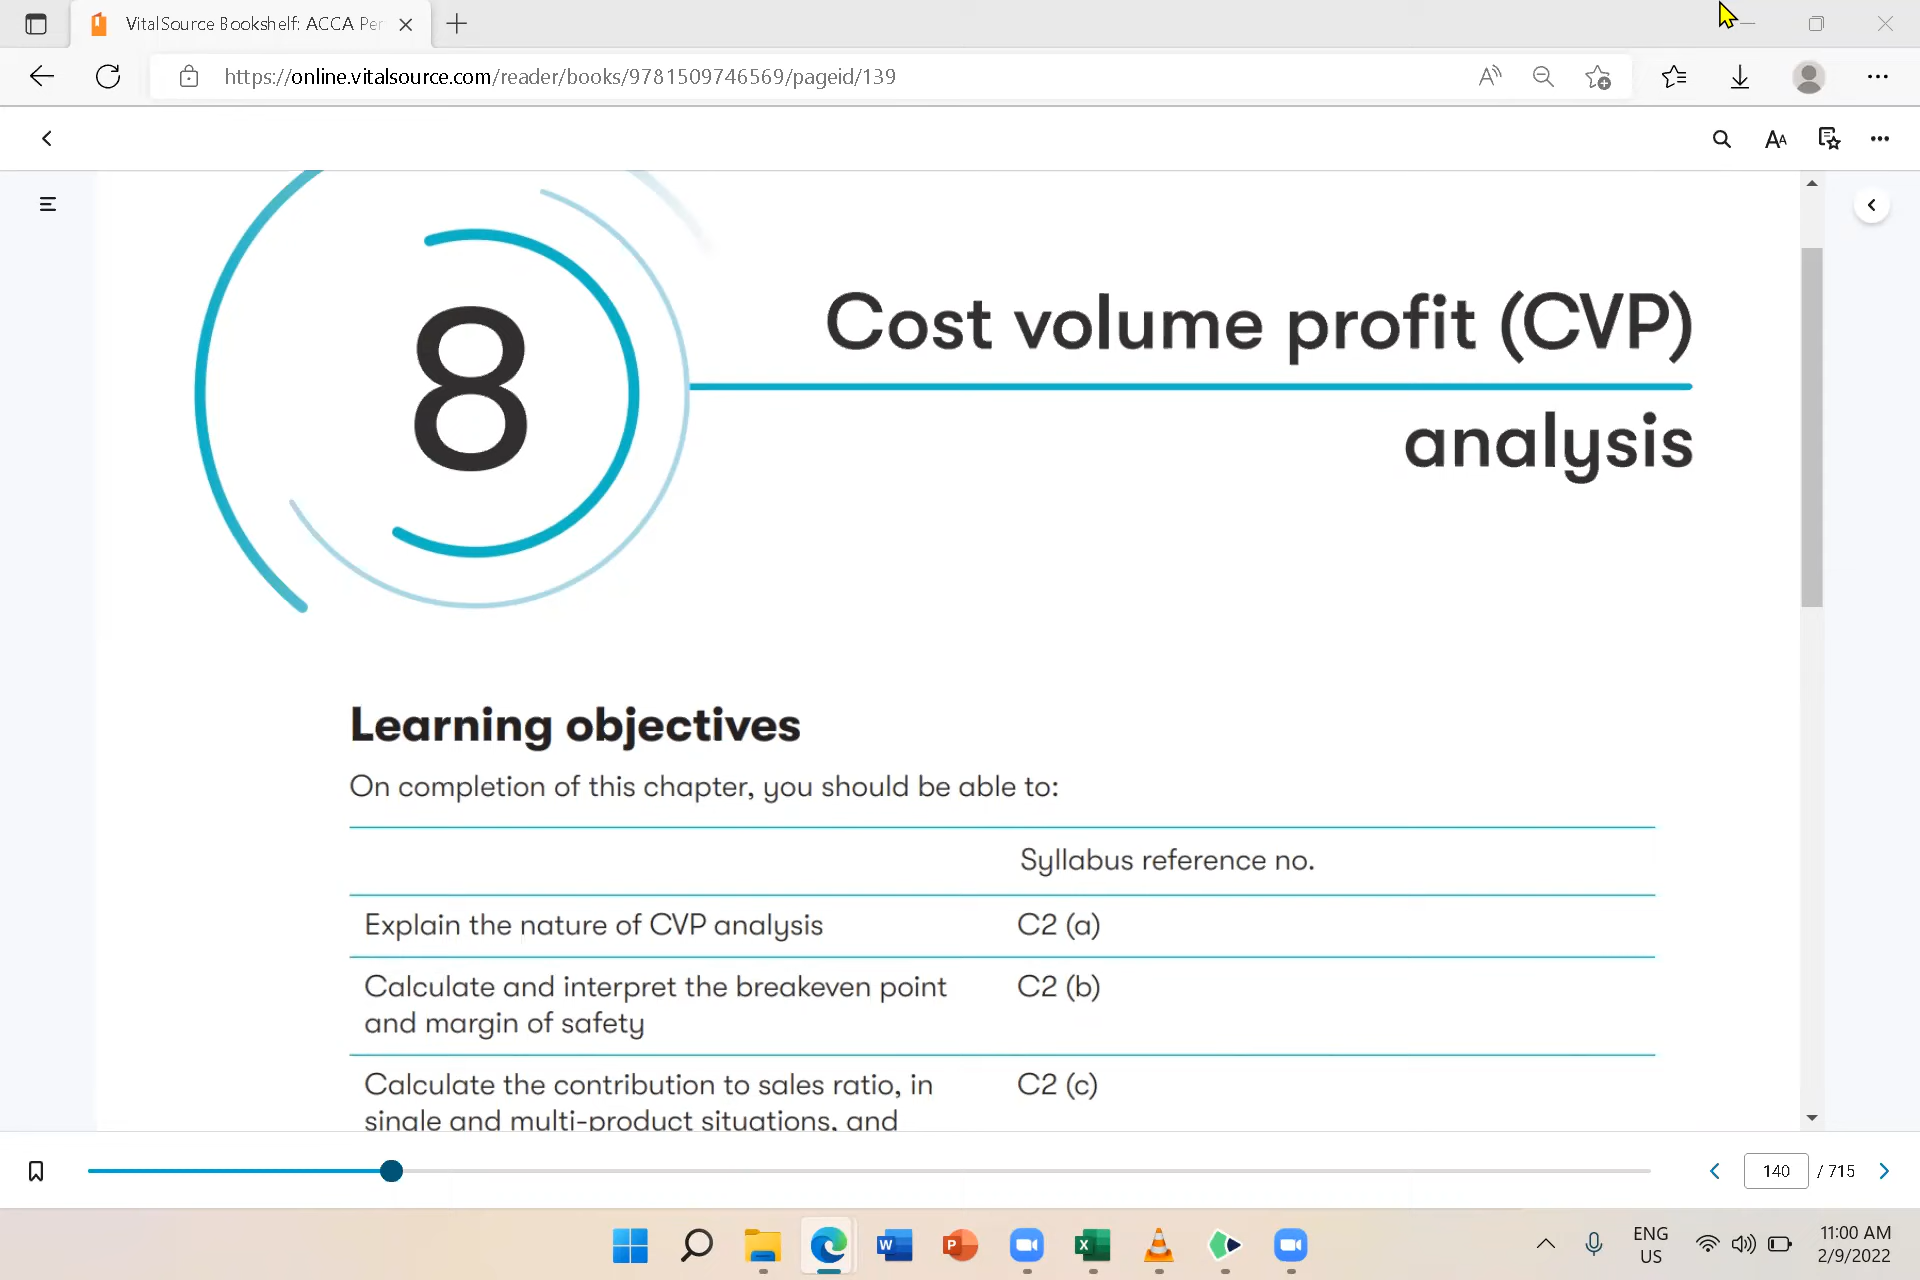 VitalSource Bookshelf: ACCA Per
https://online.vitalsource.com/reader/books/9781509746569/pageid/139
8
Cost volume profit (CVP)
analysis
Learning objectives
On completion of this chapter, you should be able to:
Syllabus reference no.
Explain the nature of CVP analysis C2 (a)
Calculate and interpret the breakeven point C2 (b)
and margin of safety
Calculate the contribution to sales ratio, in C2 (c)
single and multi-product situations, and
140 / 715
ENG
US
11:00 AM
2/9/2022